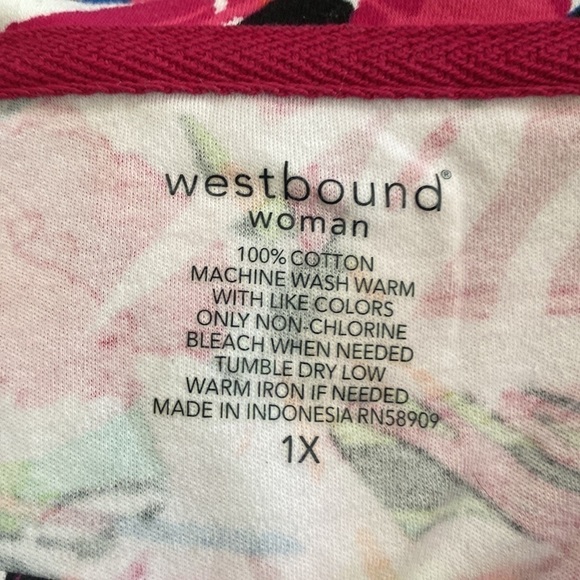 westbound®
woman
100% COTTON
MACHINE WASH WARM
WITH LIKE COLORS
ONLY NON-CHLORINE
BLEACH WHEN NEEDED
TUMBLE DRY LOW
WARM IRON IF NEEDED
MADE IN INDONESIA RN58909
1X